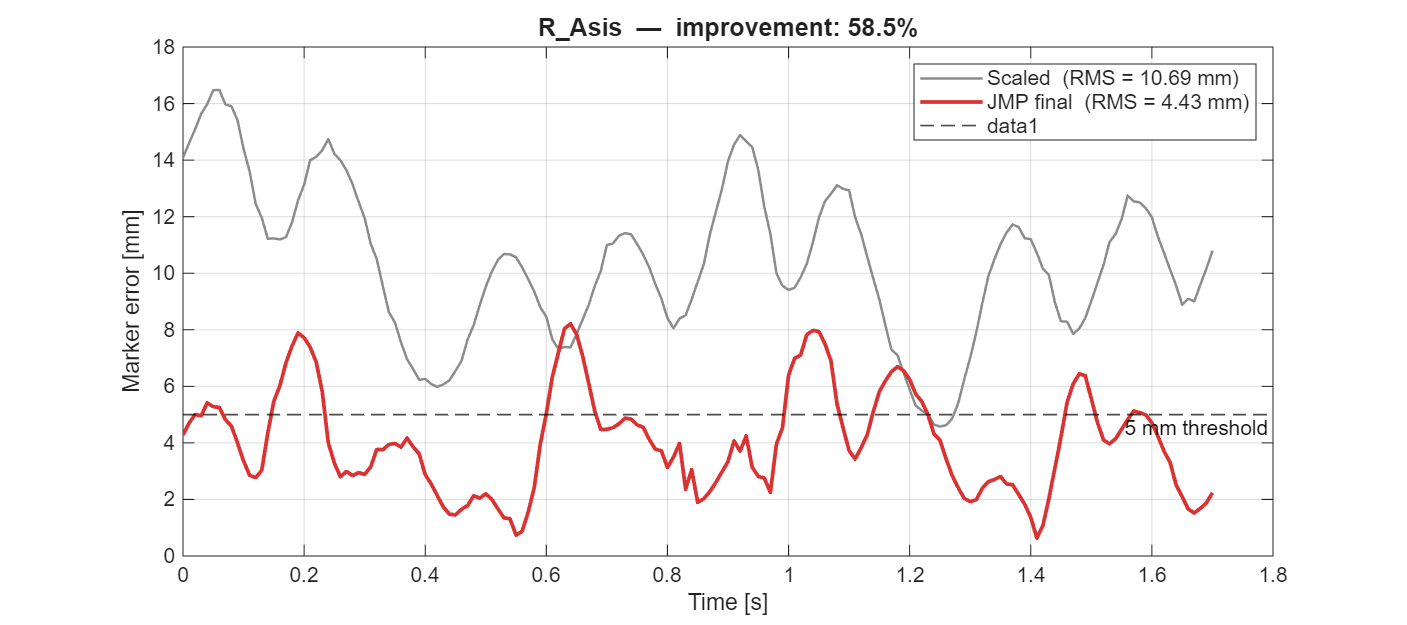 R_Asis — improvement: 58.5%
Scaled (RMS = 10.69 mm)
JMP final (RMS = 4.43 mm)
data1
Marker error [mm]
18
16
14
12
10
8
6
4
2
0
5 mm threshold
0 0.2 0.4 0.6 0.8 1 1.2 1.4 1.6 1.8
Time [s]